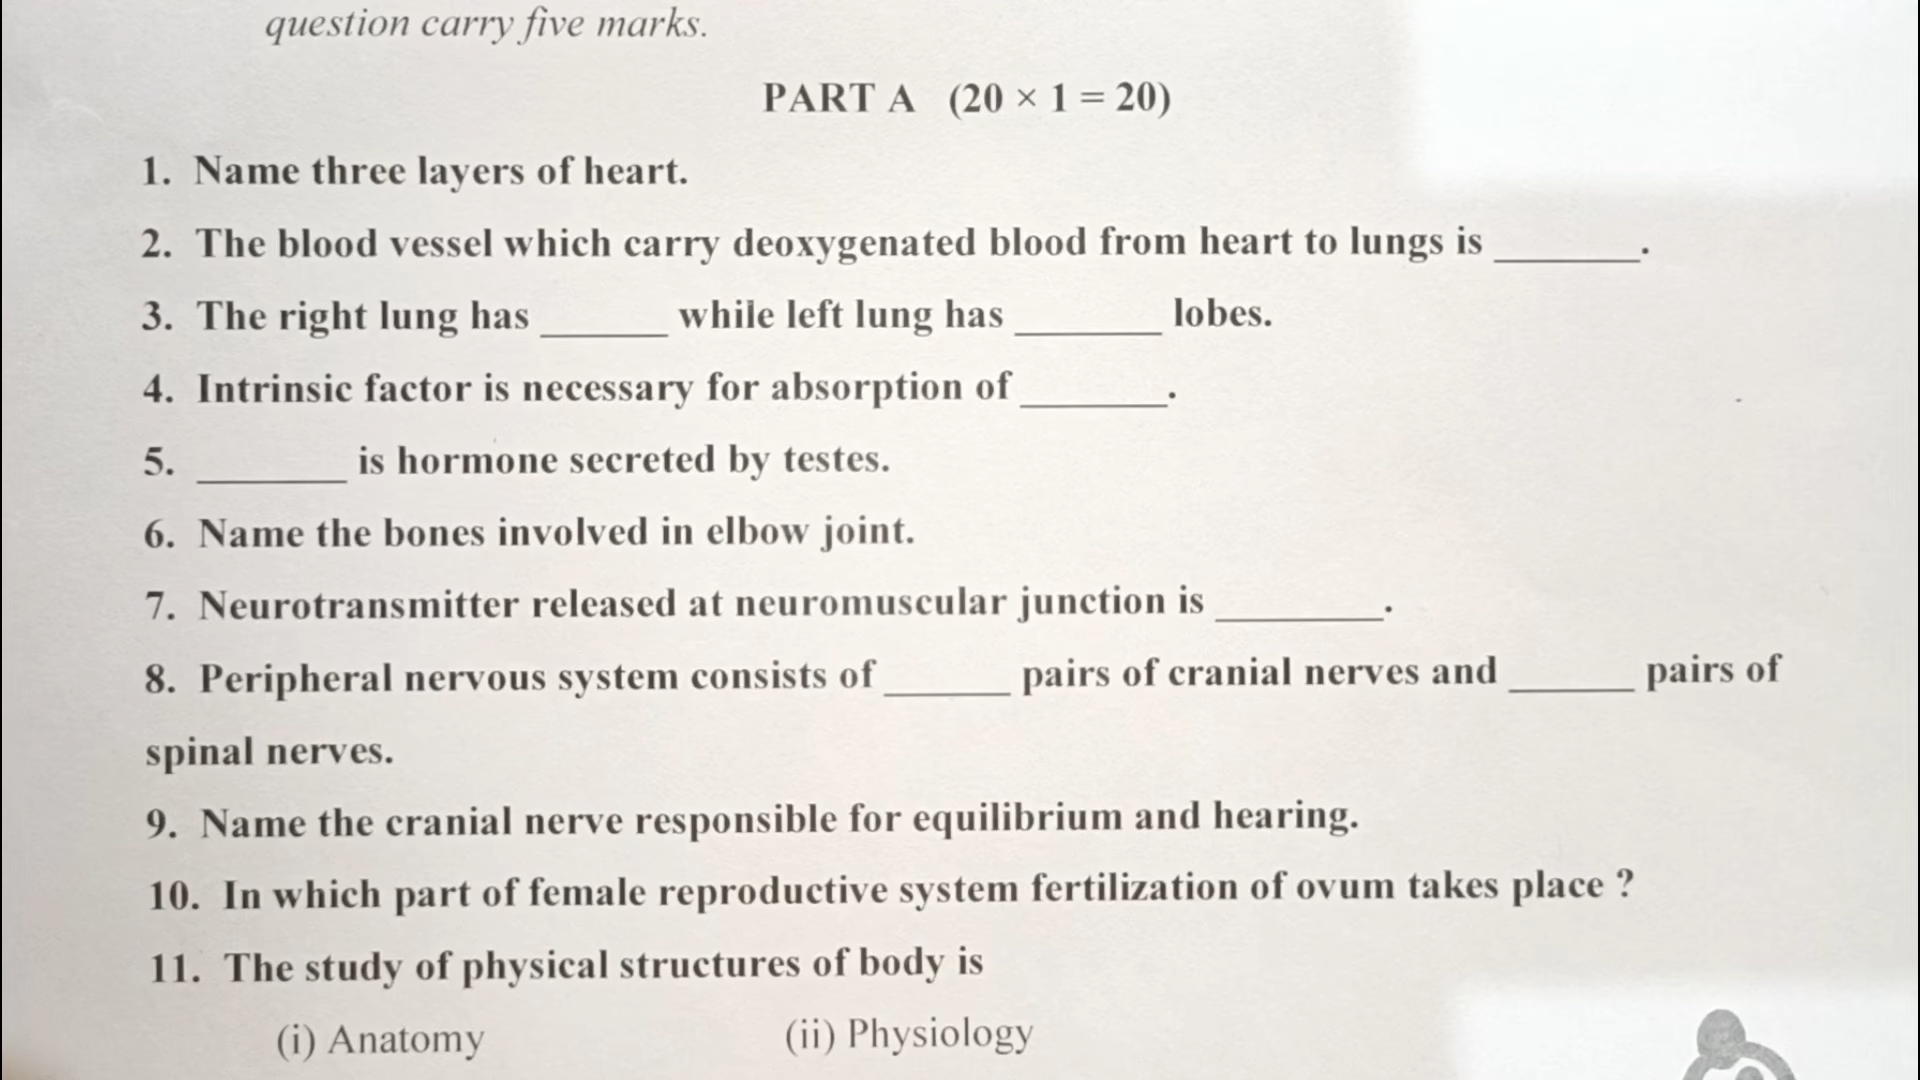 question carry five marks.
PART A (20 × 1 = 20)
1. Name three layers of heart.
2. The blood vessel which carry deoxygenated blood from heart to lungs is _______.
3. The right lung has ______ while left lung has _______ lobes.
4. Intrinsic factor is necessary for absorption of _______.
5. _______ is hormone secreted by testes.
6. Name the bones involved in elbow joint.
7. Neurotransmitter released at neuromuscular junction is ________.
8. Peripheral nervous system consists of ______ pairs of cranial nerves and ______ pairs of
spinal nerves.
9. Name the cranial nerve responsible for equilibrium and hearing.
10. In which part of female reproductive system fertilization of ovum takes place ?
11. The study of physical structures of body is
(i) Anatomy (ii) Physiology